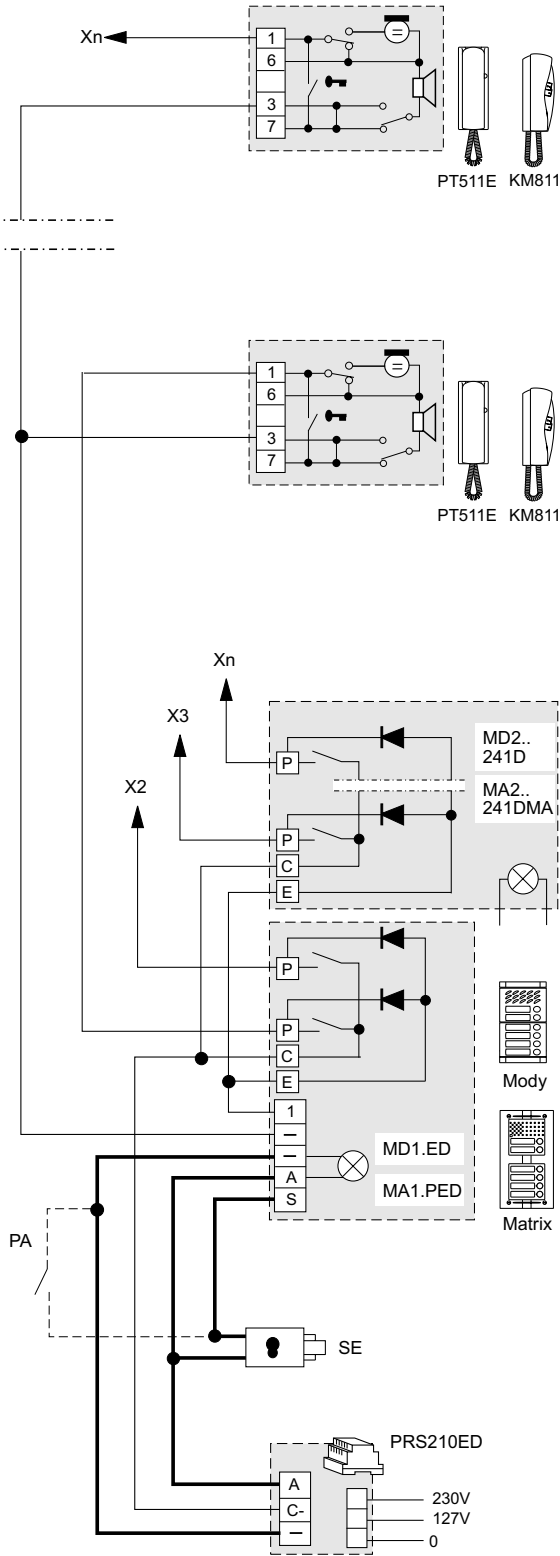 Xn
1
6
3
7
PT511E KM811
1
6
3
7
PT511E KM811
Xn
X3
X2
P
MD2..
241D
MA2..
241DMA
P
C
E
P
P
C
E
1
–
–
A
S
MD1.ED
MA1.PED
Mody
Matrix
PA
SE
PRS210ED
A
C-
–
230V
127V
0